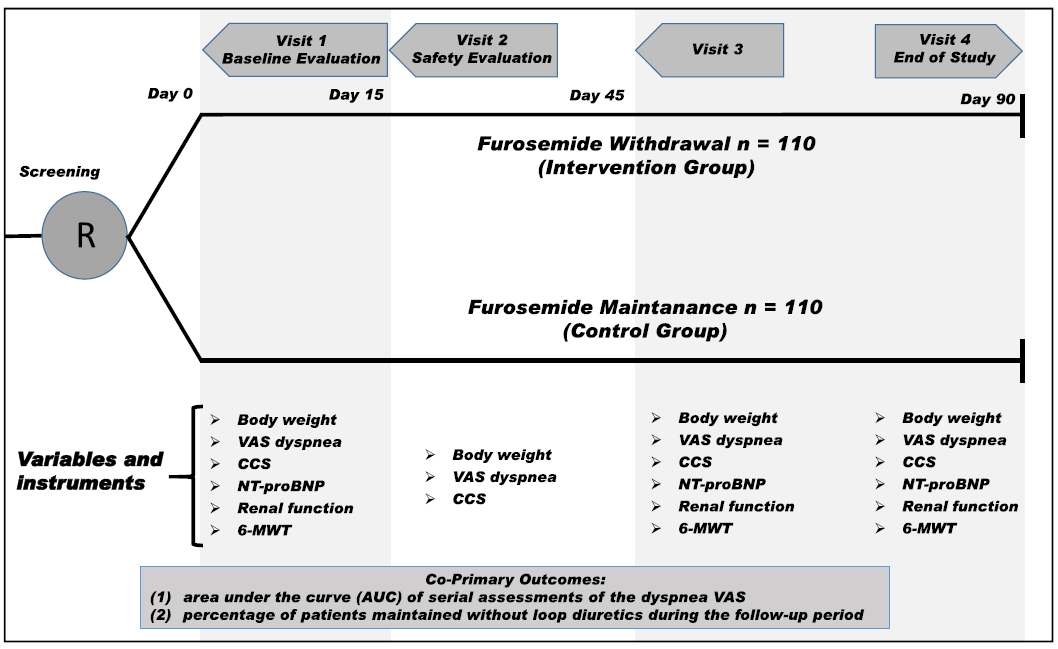 Visit 1
Baseline Evaluation
Visit 2
Safety Evaluation
Visit 3
Visit 4
End of Study
Day 0
Day 15
Day 45
Day 90
Furosemide Withdrawal n = 110
(Intervention Group)
Screening
R
Furosemide Maintanance n = 110
(Control Group)
Variables and
instruments
➢ Body weight
➢ VAS dyspnea
➢ CCS
➢ NT-proBNP
➢ Renal function
➢ 6-MWT
➢ Body weight
➢ VAS dyspnea
➢ CCS
➢ Body weight
➢ VAS dyspnea
➢ CCS
➢ NT-proBNP
➢ Renal function
➢ 6-MWT
➢ Body weight
➢ VAS dyspnea
➢ CCS
➢ NT-proBNP
➢ Renal function
➢ 6-MWT
Co-Primary Outcomes:
(1) area under the curve (AUC) of serial assessments of the dyspnea VAS
(2) percentage of patients maintained without loop diuretics during the follow-up period